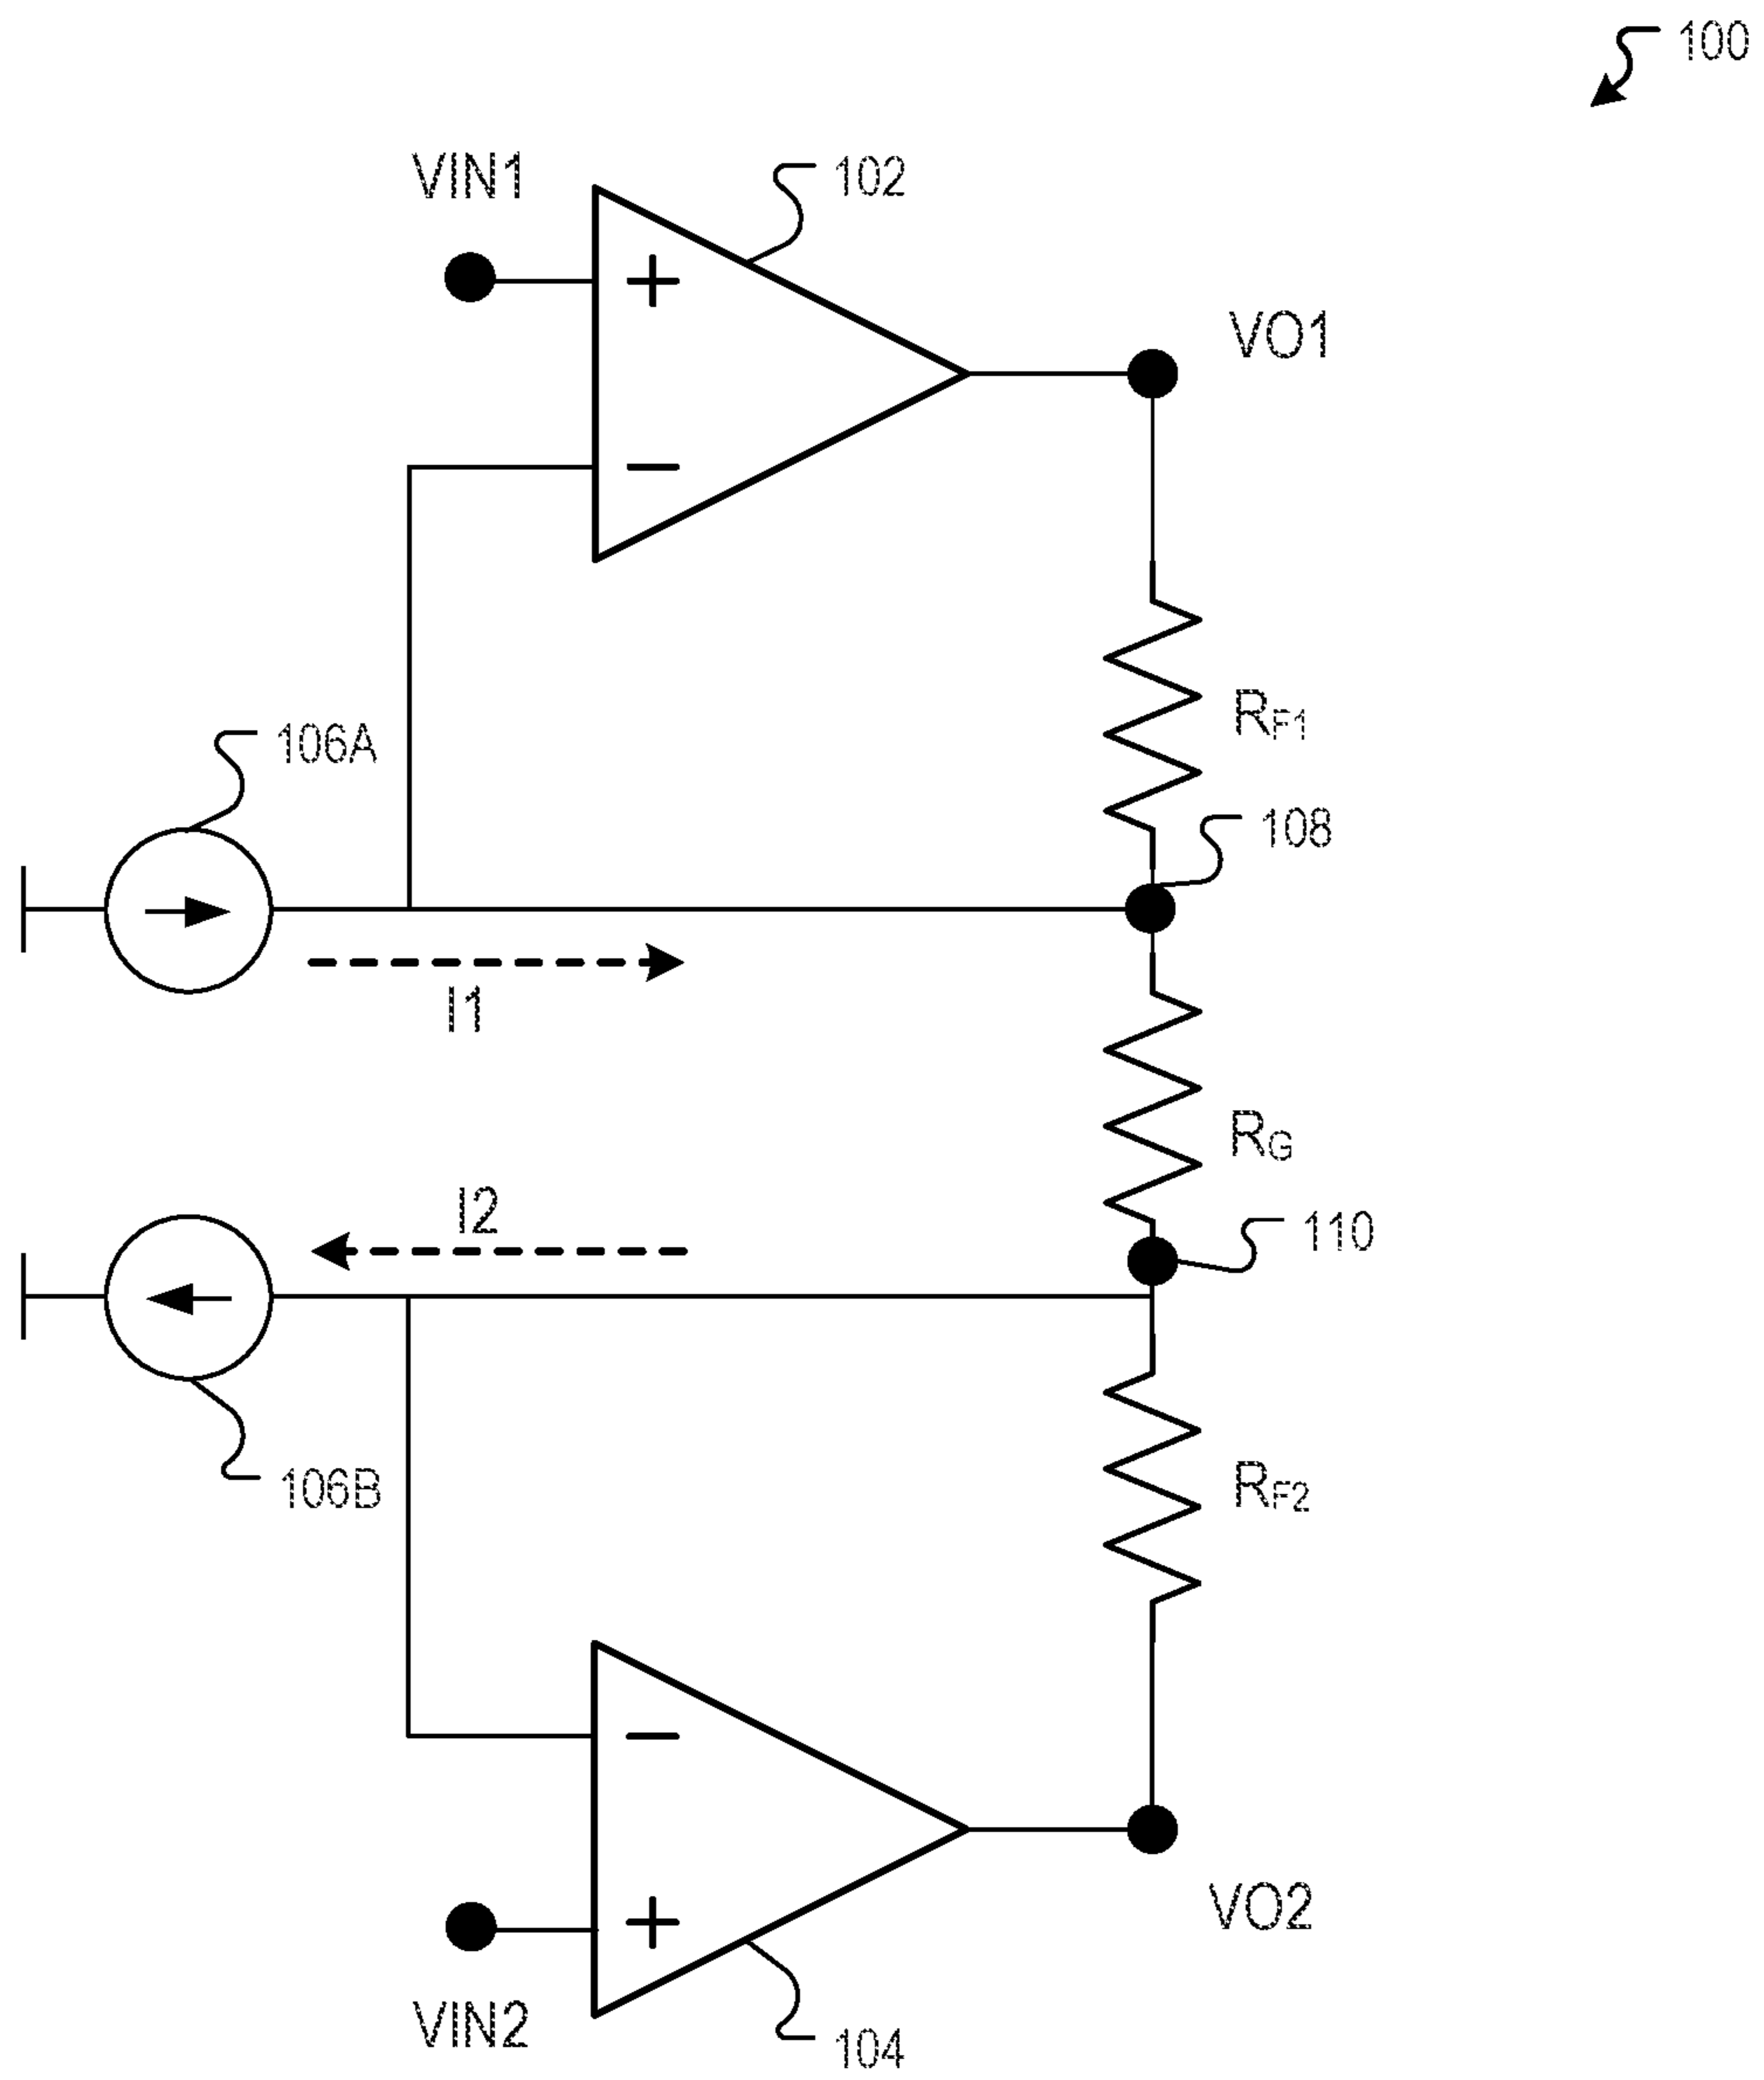 100
VIN1
102
+
VO1
−
RF1
106A
108
I1
RG
I2
110
106B
RF2
−
+
VO2
VIN2
104